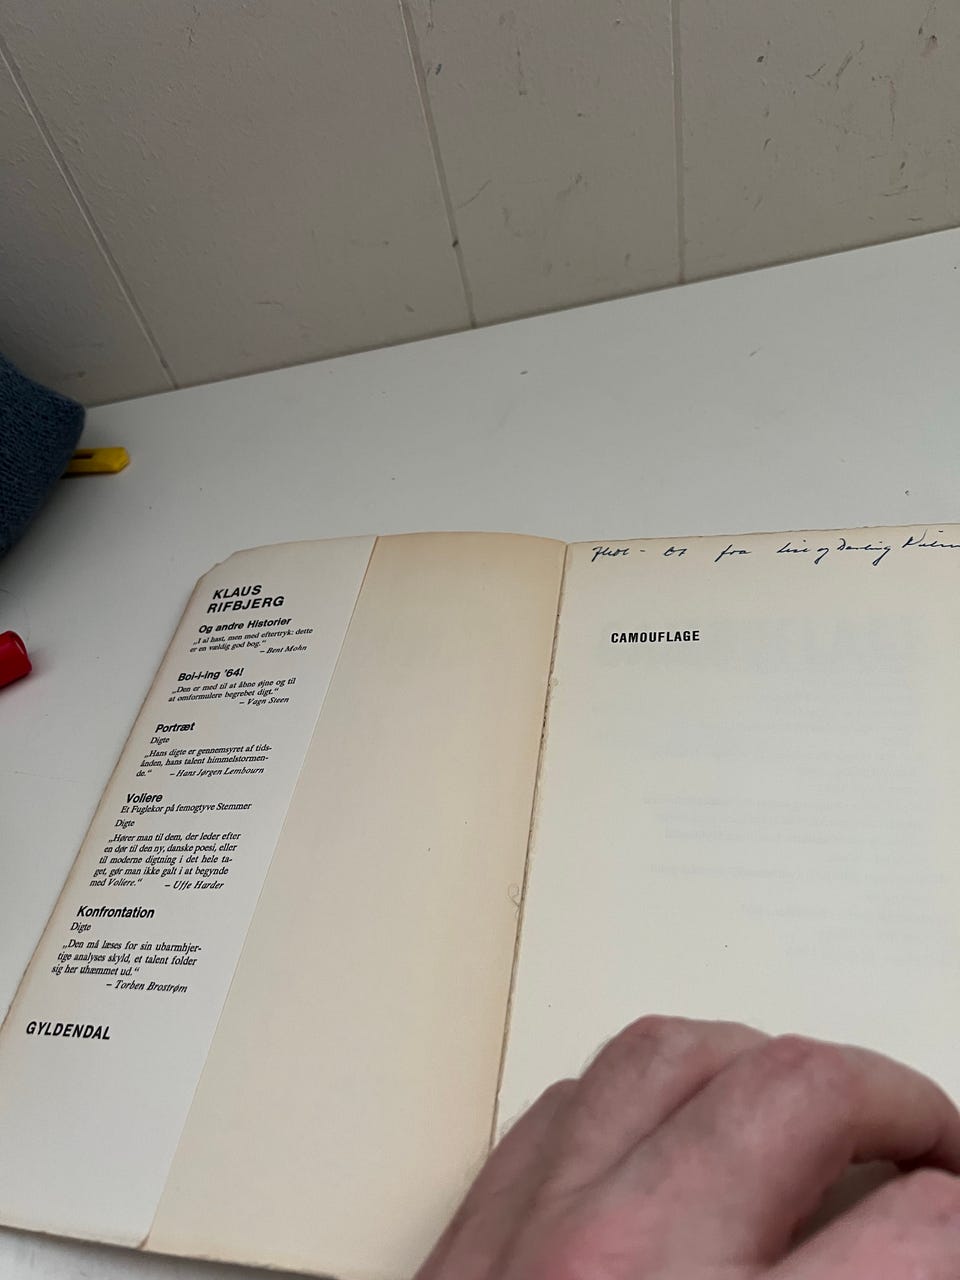 KLAUS
RIFBJERG
Og andre Historier
„I al hast, men med eftertryk: dette
er en vældig god bog.“
– Bent Mohn
Boi-i-ing '64!
„Den er med til at åbne øjne og til
at omformulere begrebet digt.“
– Vagn Steen
Portræt
Digte
„Hans digte er gennemsyret af tids-
ånden, hans talent himmelstormen-
de.“ – Hans Jørgen Lembourn
Voliere
Et Fuglekor på femogtyve Stemmer
Digte
„Hører man til dem, der leder efter
en dør til den ny, danske poesi, eller
til moderne digtning i det hele ta-
get, gør man ikke galt i at begynde
med Voliere.“ – Uffe Harder
Konfrontation
Digte
„Den må læses for sin ubarmhjer-
tige analyses skyld, et talent folder
sig her uhæmmet ud.“
– Torben Brostrøm
GYLDENDAL
fra
CAMOUFLAGE